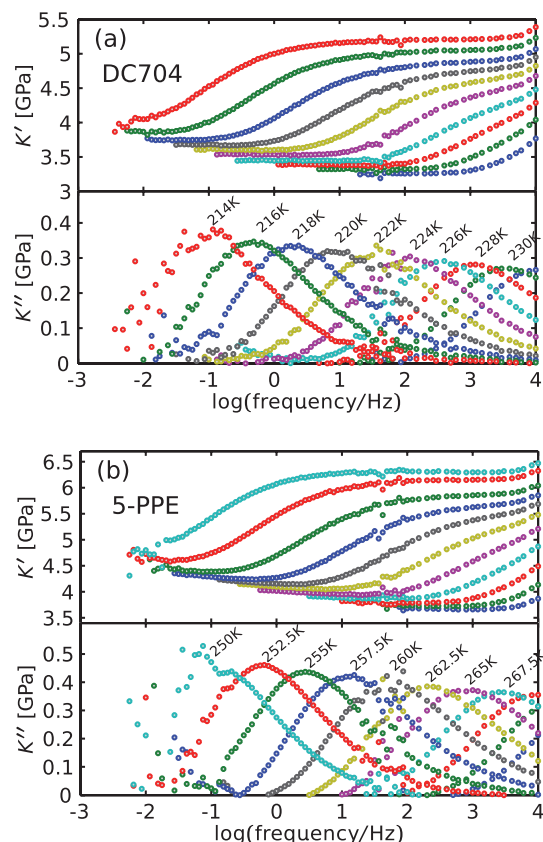 (a)
DC704
K′ [GPa]
5.5
5
4.5
4
3.5
3
214K 216K 218K 220K 222K 224K 226K 228K 230K
K″ [GPa]
0.4
0.3
0.2
0.1
0
-3 -2 -1 0 1 2 3 4
log(frequency/Hz)
(b)
5-PPE
K′ [GPa]
6.5
6
5.5
5
4.5
4
3.5
250K 252.5K 255K 257.5K 260K 262.5K 265K 267.5K
K″ [GPa]
0.5
0.4
0.3
0.2
0.1
0
-3 -2 -1 0 1 2 3 4
log(frequency/Hz)